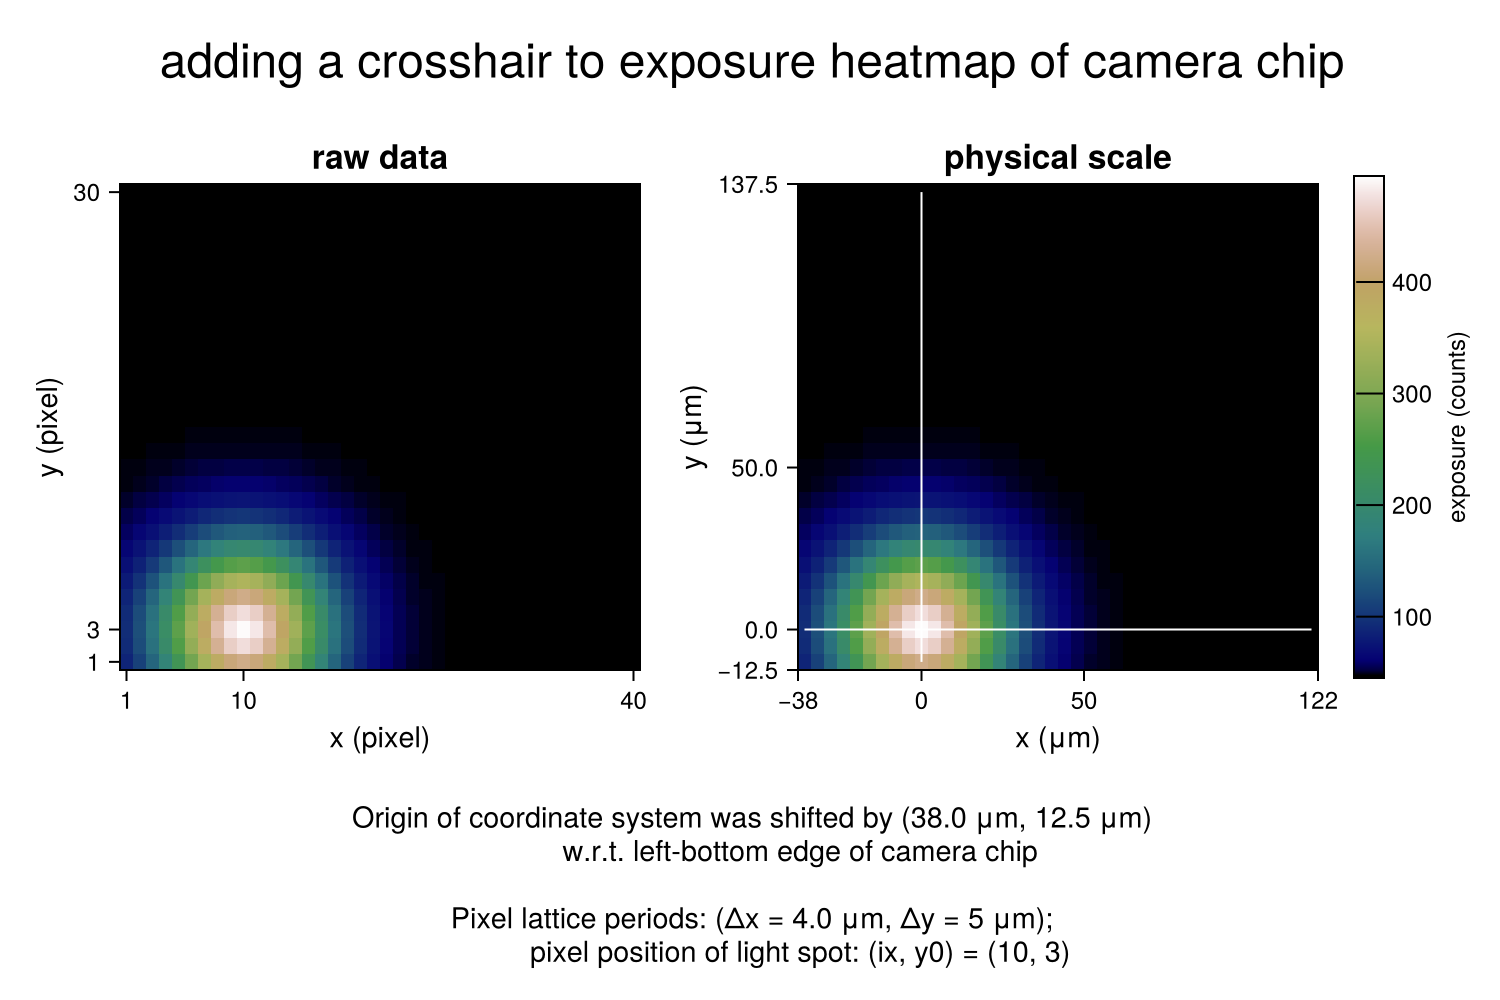 adding a crosshair to exposure heatmap of camera chip
raw data
30
3
1
1
10
40
y (pixel)
x (pixel)
physical scale
137.5
50.0
0.0
−12.5
−38
0
50
122
y (µm)
x (µm)
400
300
200
100
exposure (counts)
Origin of coordinate system was shifted by (38.0 µm, 12.5 µm)
w.r.t. left-bottom edge of camera chip
Pixel lattice periods: (Δx = 4.0 µm, Δy = 5 µm);
pixel position of light spot: (ix, y0) = (10, 3)